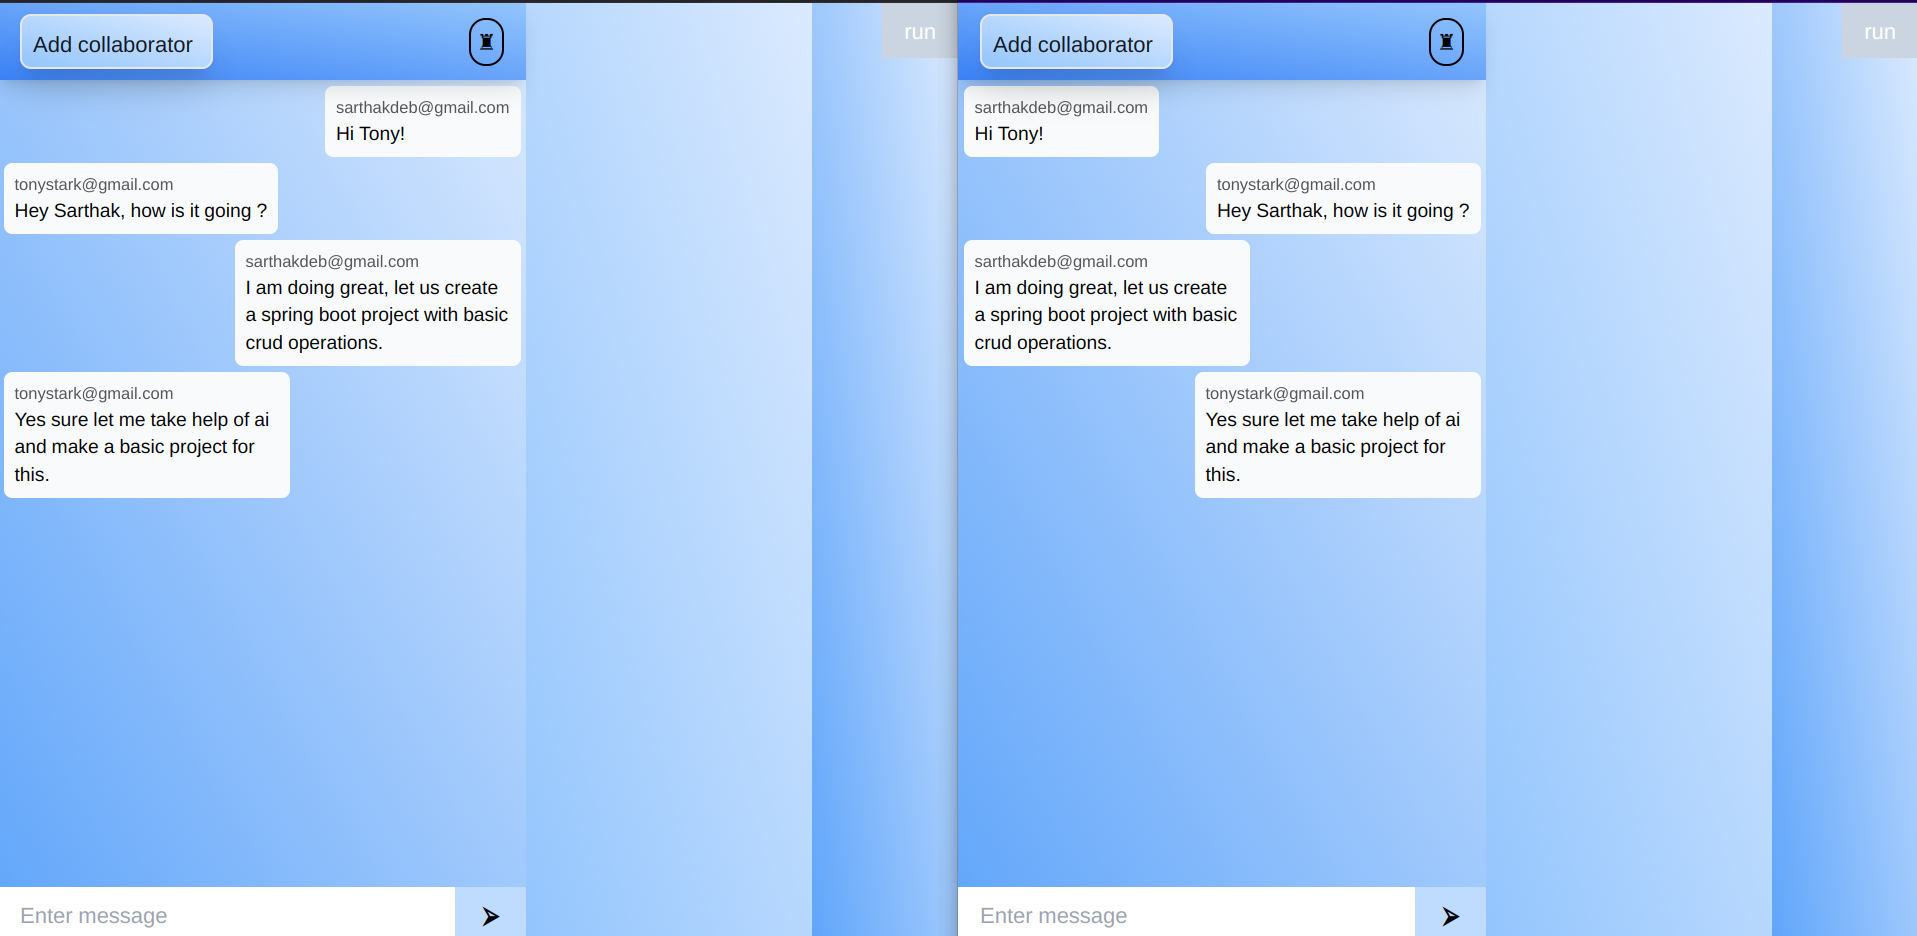 Add collaborator
run
sarthakdeb@gmail.com
Hi Tony!
tonystark@gmail.com
Hey Sarthak, how is it going ?
sarthakdeb@gmail.com
I am doing great, let us create
a spring boot project with basic
crud operations.
tonystark@gmail.com
Yes sure let me take help of ai
and make a basic project for
this.
Enter message
Add collaborator
run
sarthakdeb@gmail.com
Hi Tony!
tonystark@gmail.com
Hey Sarthak, how is it going ?
sarthakdeb@gmail.com
I am doing great, let us create
a spring boot project with basic
crud operations.
tonystark@gmail.com
Yes sure let me take help of ai
and make a basic project for
this.
Enter message